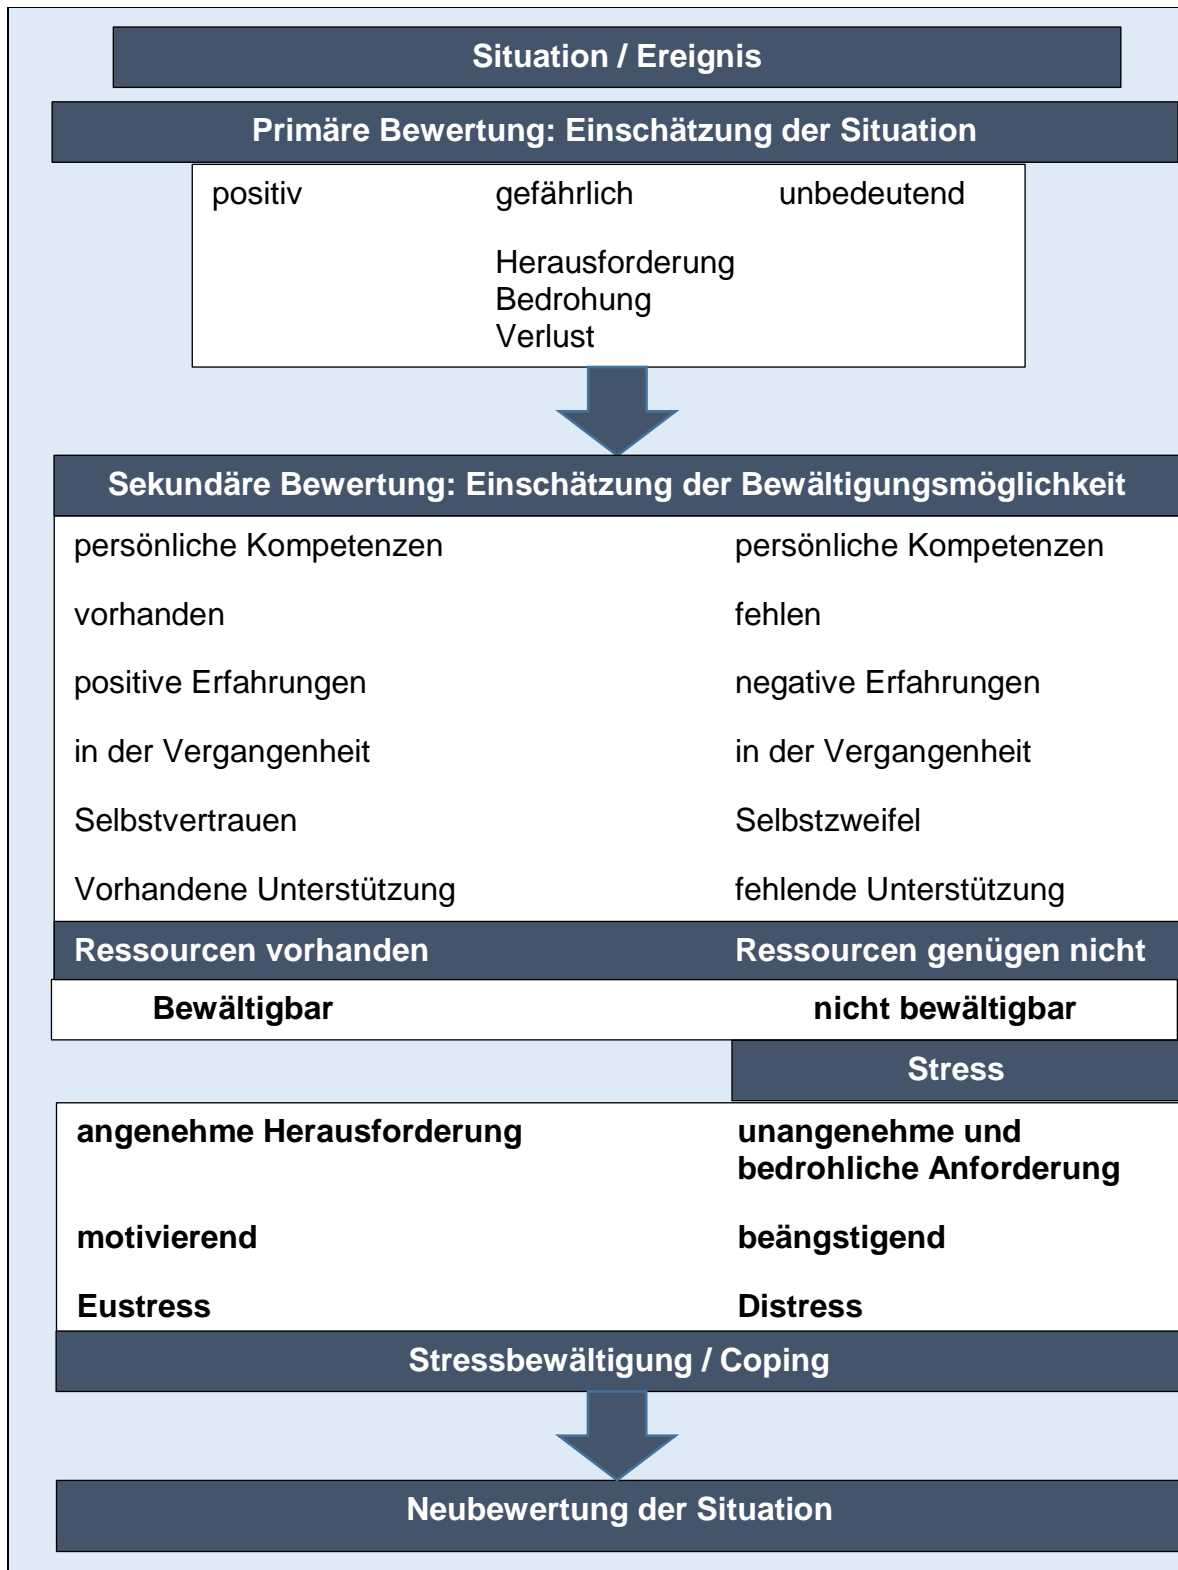 Situation / Ereignis
Primäre Bewertung: Einschätzung der Situation
positiv gefährlich unbedeutend
Herausforderung
Bedrohung
Verlust
Sekundäre Bewertung: Einschätzung der Bewältigungsmöglichkeit
persönliche Kompetenzen persönliche Kompetenzen
vorhanden fehlen
positive Erfahrungen negative Erfahrungen
in der Vergangenheit in der Vergangenheit
Selbstvertrauen Selbstzweifel
Vorhandene Unterstützung fehlende Unterstützung
Ressourcen vorhanden Ressourcen genügen nicht
Bewältigbar nicht bewältigbar
Stress
angenehme Herausforderung unangenehme und
bedrohliche Anforderung
motivierend beängstigend
Eustress Distress
Stressbewältigung / Coping
Neubewertung der Situation